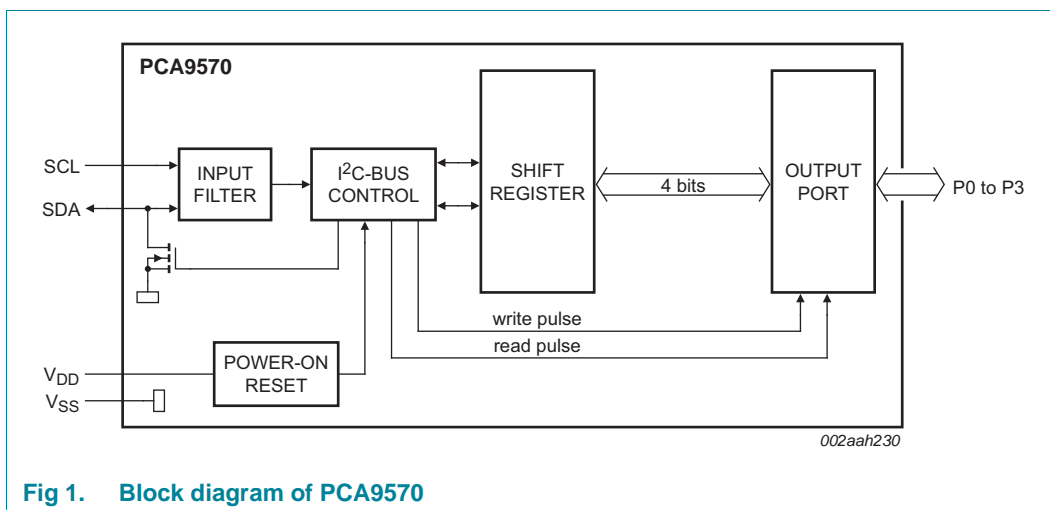 PCA9570
SCL
SDA
INPUT
FILTER
I²C-BUS
CONTROL
SHIFT
REGISTER
4 bits
OUTPUT
PORT
P0 to P3
write pulse
read pulse
POWER-ON
RESET
VDD
VSS
002aah230
Fig 1. Block diagram of PCA9570